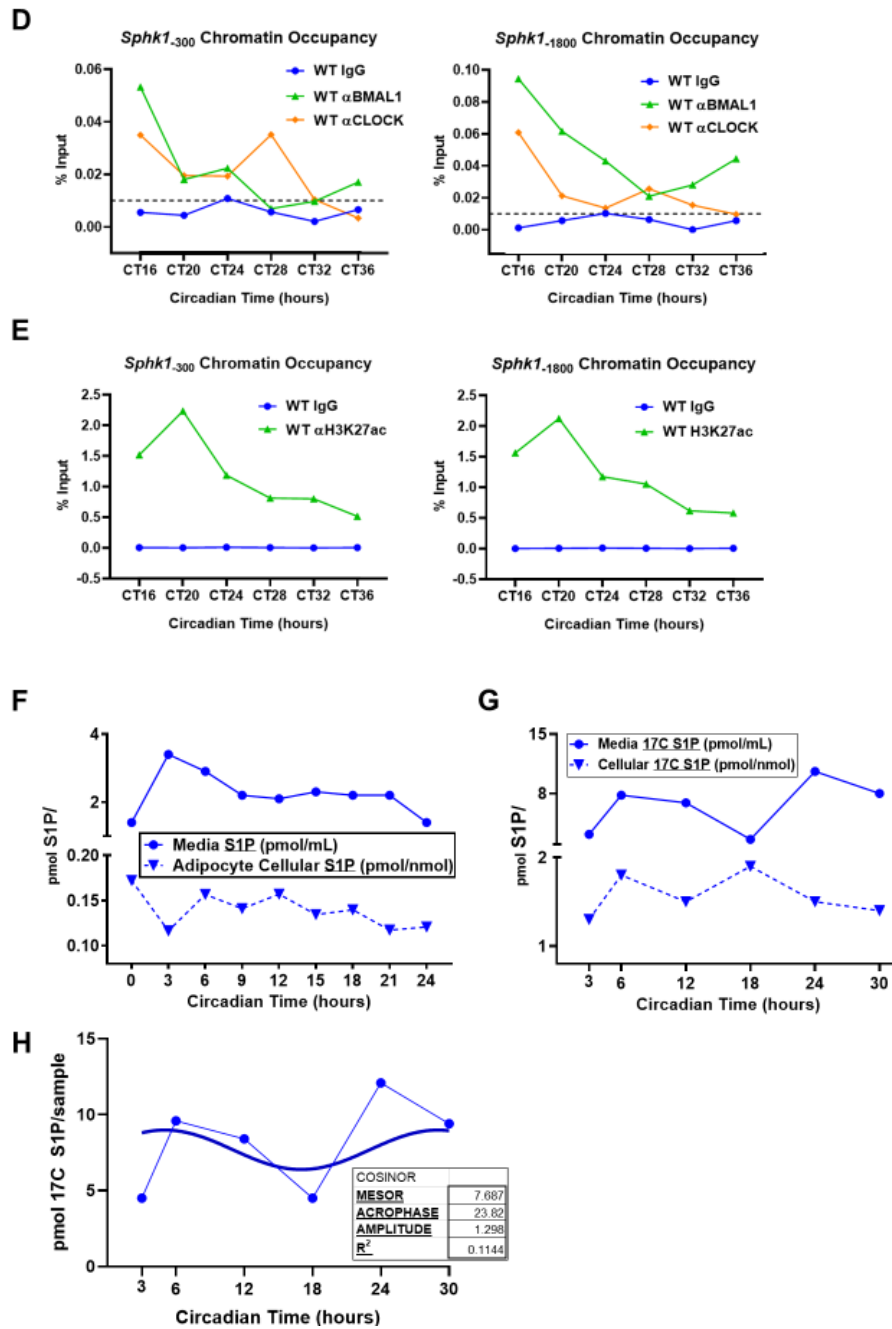 D
Sphk1-300 Chromatin Occupancy
WT IgG
WT αBMAL1
WT αCLOCK
% Input
0.06
0.04
0.02
0.00
CT16 CT20 CT24 CT28 CT32 CT36
Circadian Time (hours)
Sphk1-1800 Chromatin Occupancy
WT IgG
WT αBMAL1
WT αCLOCK
% Input
0.10
0.08
0.06
0.04
0.02
0.00
CT16 CT20 CT24 CT28 CT32 CT36
Circadian Time (hours)
E
Sphk1-300 Chromatin Occupancy
WT IgG
WT αH3K27ac
% Input
2.5
2.0
1.5
1.0
0.5
0.0
-0.5
CT16 CT20 CT24 CT28 CT32 CT36
Circadian Time (hours)
Sphk1-1800 Chromatin Occupancy
WT IgG
WT H3K27ac
% Input
2.5
2.0
1.5
1.0
0.5
0.0
-0.5
CT16 CT20 CT24 CT28 CT32 CT36
Circadian Time (hours)
F
pmol S1P/
4
2
0.20
0.15
0.10
Media S1P (pmol/mL)
Adipocyte Cellular S1P (pmol/nmol)
0 3 6 9 12 15 18 21 24
Circadian Time (hours)
G
pmol S1P/
15
8
2
1
Media 17C S1P (pmol/mL)
Cellular 17C S1P (pmol/nmol)
3 6 12 18 24 30
Circadian Time (hours)
H
pmol 17C S1P/sample
15
10
5
0
COSINOR
MESOR 7.687
ACROPHASE 23.82
AMPLITUDE 1.298
R2 0.1144
3 6 12 18 24 30
Circadian Time (hours)